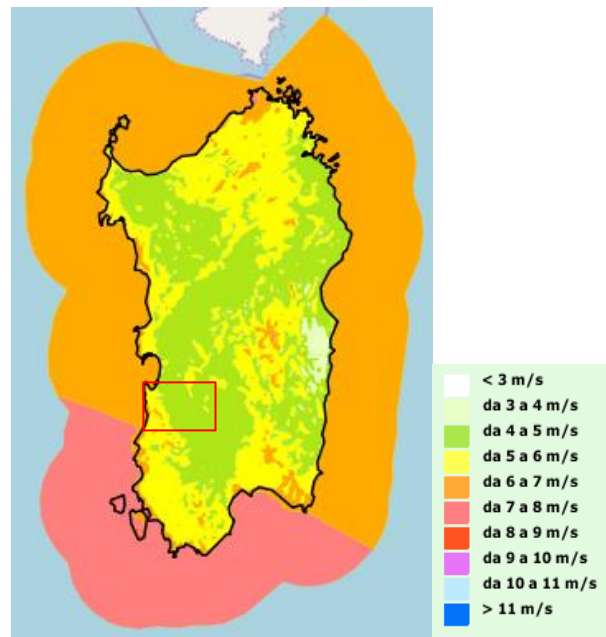 < 3 m/s
da 3 a 4 m/s
da 4 a 5 m/s
da 5 a 6 m/s
da 6 a 7 m/s
da 7 a 8 m/s
da 8 a 9 m/s
da 9 a 10 m/s
da 10 a 11 m/s
> 11 m/s